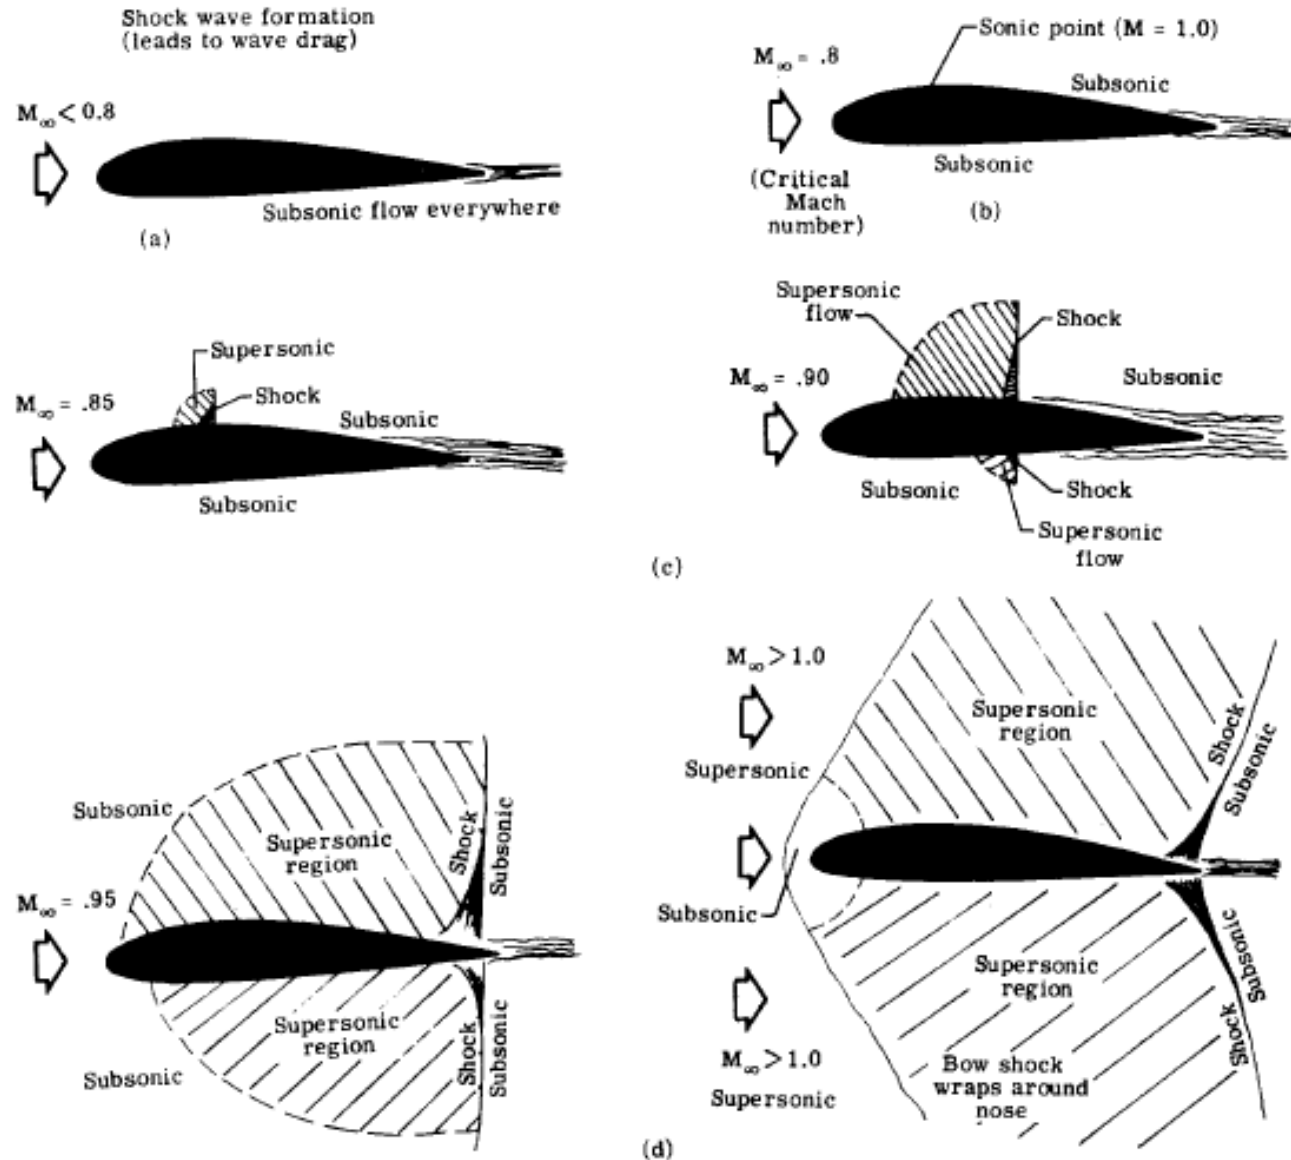 Shock wave formation
(leads to wave drag)
M∞ < 0.8
Subsonic flow everywhere
(a)
Sonic point (M = 1.0)
M∞ = .8
Subsonic
Subsonic
(Critical
Mach
number)
(b)
Supersonic
Shock
M∞ = .85
Subsonic
Subsonic
Supersonic
flow
Shock
M∞ = .90
Subsonic
Subsonic
Shock
Supersonic
flow
(c)
Subsonic
Supersonic
region
Shock
Subsonic
M∞ = .95
Supersonic
region
Shock
Subsonic
Subsonic
M∞ > 1.0
Supersonic
region
Shock
Subsonic
Supersonic
Subsonic
Supersonic
region
Subsonic
Shock
M∞ > 1.0
Supersonic
Bow shock
wraps around
nose
(d)